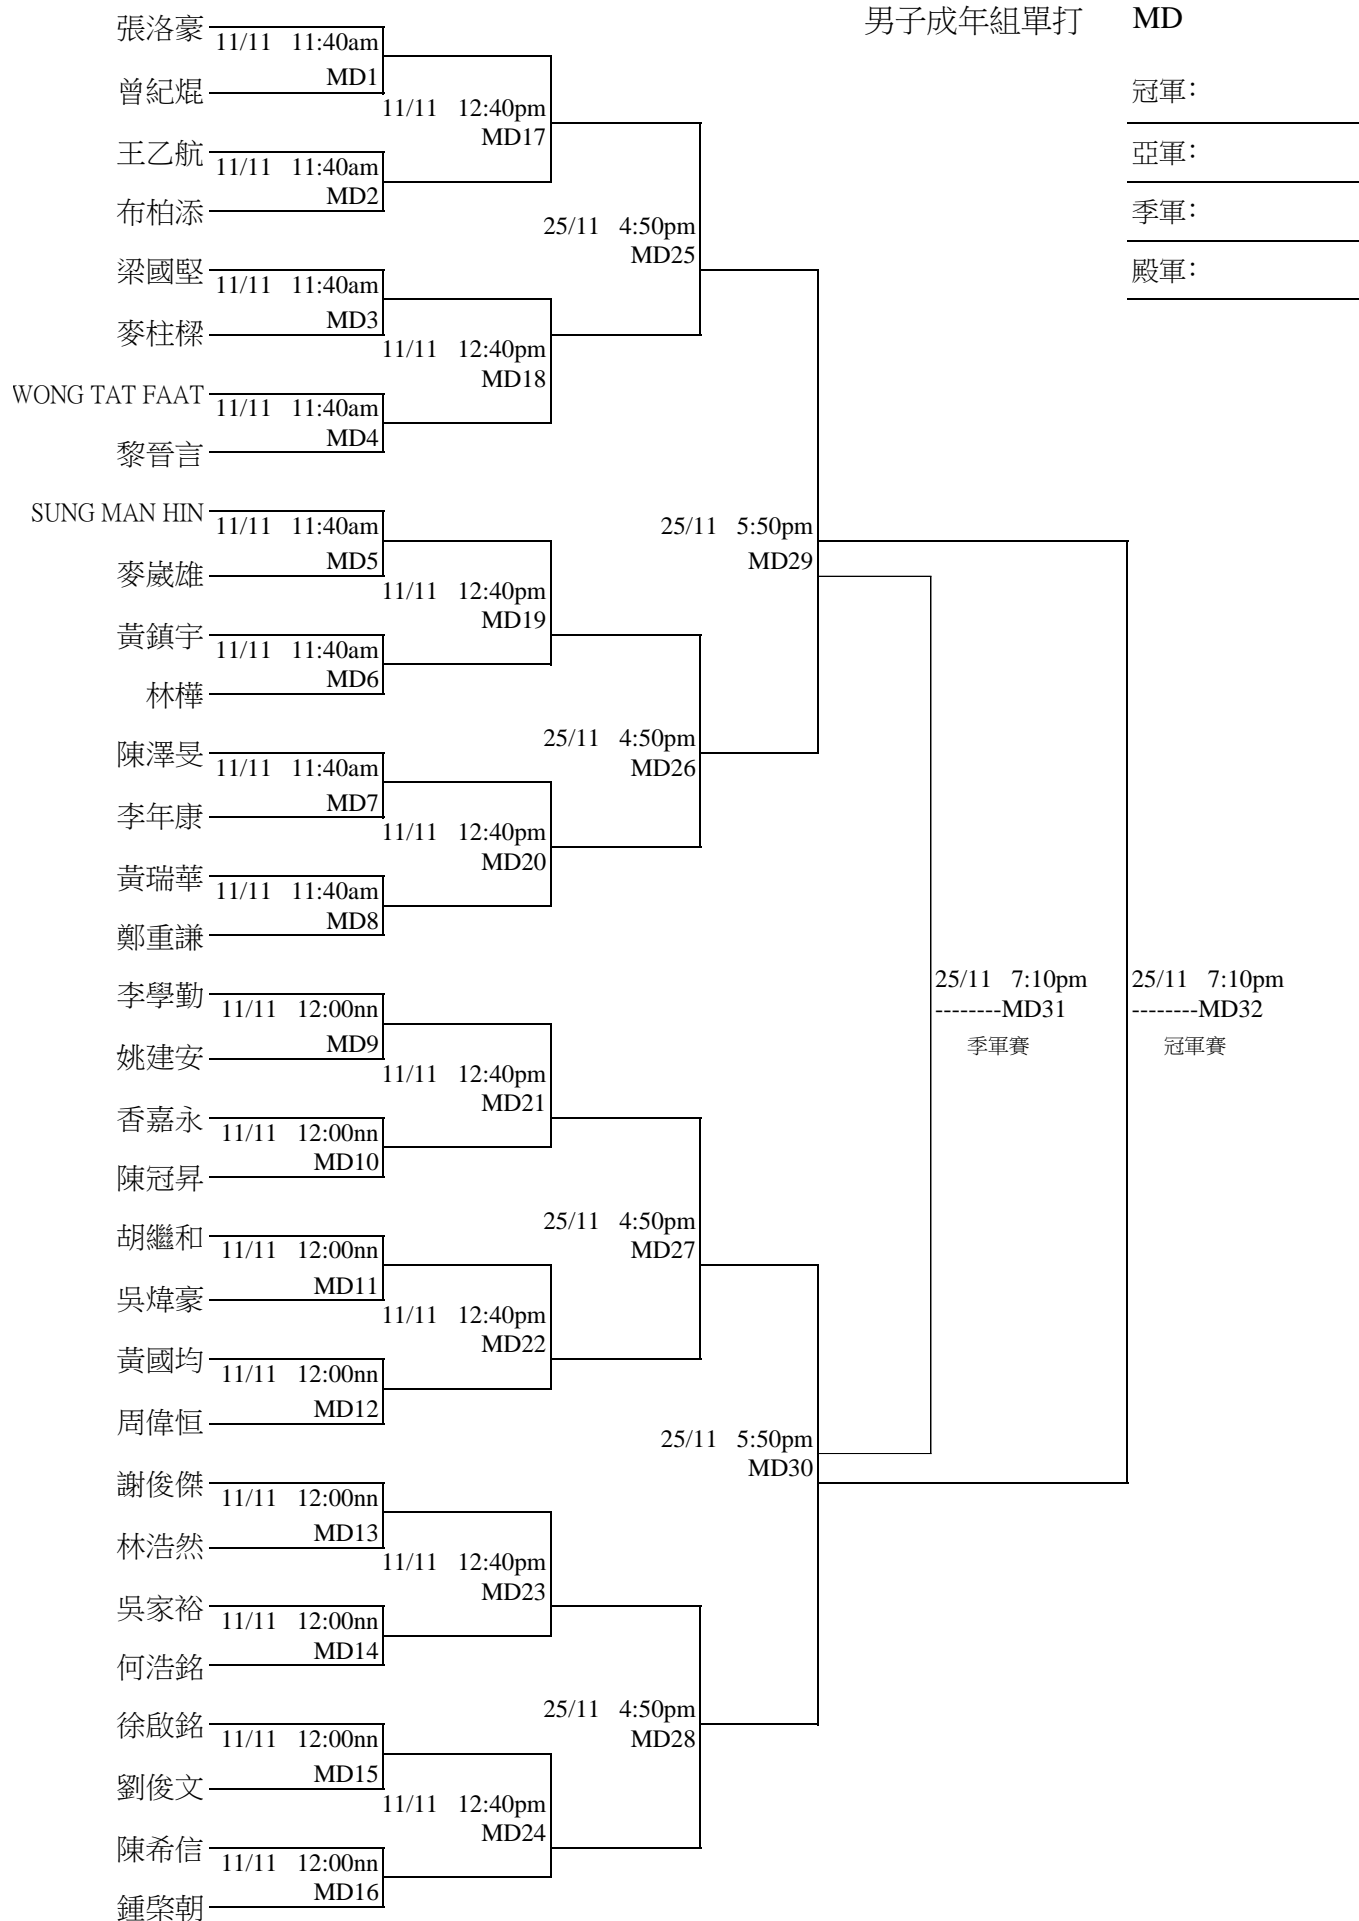 男子成年組單打 MD
張洛豪
11/11 11:40am
MD1
曾紀焜
冠軍:
11/11 12:40pm
MD17
王乙航
11/11 11:40am
MD2
亞軍:
布柏添
季軍:
25/11 4:50pm
MD25
梁國堅
11/11 11:40am
MD3
殿軍:
麥柱樑
11/11 12:40pm
MD18
WONG TAT FAAT
11/11 11:40am
MD4
黎晉言
SUNG MAN HIN
11/11 11:40am
MD5
25/11 5:50pm
MD29
麥崴雄
11/11 12:40pm
MD19
黃鎮宇
11/11 11:40am
MD6
林樺
陳澤旻
11/11 11:40am
MD7
25/11 4:50pm
MD26
李年康
11/11 12:40pm
MD20
黃瑞華
11/11 11:40am
MD8
鄭重謙
李學勤
11/11 12:00nn
MD9
25/11 7:10pm
--------MD31
季軍賽
25/11 7:10pm
--------MD32
冠軍賽
姚建安
11/11 12:40pm
MD21
香嘉永
11/11 12:00nn
MD10
陳冠昇
胡繼和
11/11 12:00nn
MD11
25/11 4:50pm
MD27
吳煒豪
11/11 12:40pm
MD22
黃國均
11/11 12:00nn
MD12
周偉恒
25/11 5:50pm
MD30
謝俊傑
11/11 12:00nn
MD13
林浩然
11/11 12:40pm
MD23
吳家裕
11/11 12:00nn
MD14
何浩銘
徐啟銘
11/11 12:00nn
MD15
25/11 4:50pm
MD28
劉俊文
11/11 12:40pm
MD24
陳希信
11/11 12:00nn
MD16
鍾棨朝